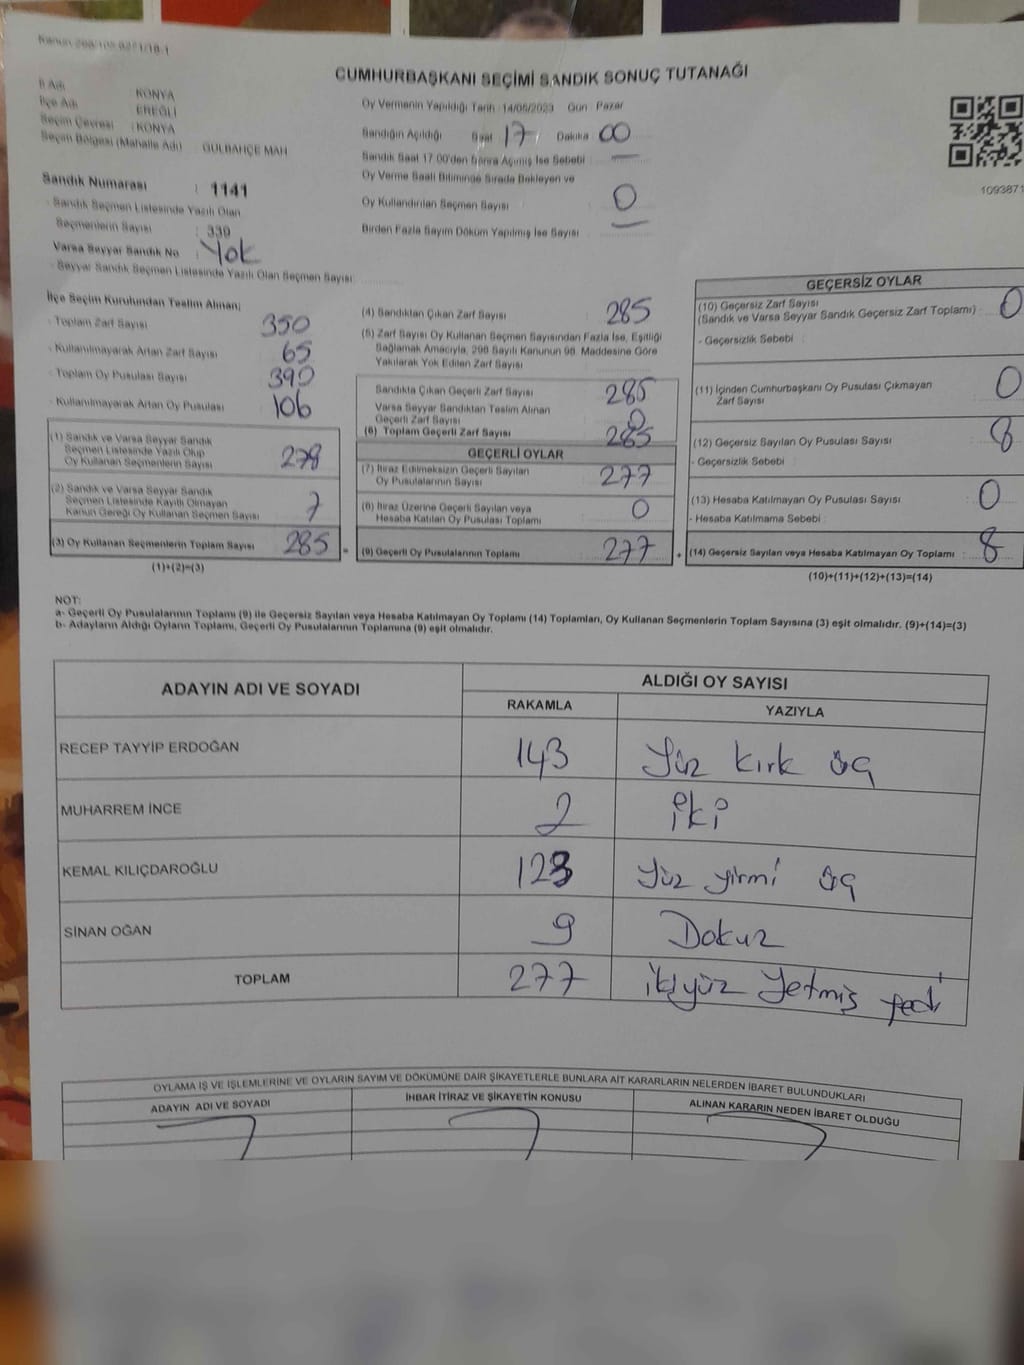 CUMHURBAŞKANI SEÇİMİ SANDIK SONUÇ TUTANAĞI
İl Adı : KONYA
İlçe Adı : EREĞLİ
Seçim Çevresi : KONYA
Seçim Bölgesi (Mahalle Adı) GÜLBAHÇE MAH
Sandık Numarası : 1141
- Sandık Seçmen Listesinde Yazılı Olan
Seçmenlerin Sayısı : 339
Varsa Seyyar Sandık No Yok
- Seyyar Sandık Seçmen Listesinde Yazılı Olan Seçmen Sayısı:
Oy Vermenin Yapıldığı Tarih : 14/05/2023 Gün : Pazar
Sandığın Açıldığı Saat 17 Dakika 00
Sandık Saat 17.00'den Sonra Açılmış İse Sebebi : —
Oy Verme Saati Bitiminde Sırada Bekleyen ve
Oy Kullandırılan Seçmen Sayısı : 0
Birden Fazla Sayım Döküm Yapılmış İse Sayısı : —
1093871
İlçe Seçim Kurulundan Teslim Alınan;
- Toplam Zarf Sayısı 350
- Kullanılmayarak Artan Zarf Sayısı 65
- Toplam Oy Pusulası Sayısı 390
- Kullanılmayarak Artan Oy Pusulası 106
(1) Sandık ve Varsa Seyyar Sandık
Seçmen Listesinde Yazılı Olup
Oy Kullanan Seçmenlerin Sayısı 278
(2) Sandık ve Varsa Seyyar Sandık
Seçmen Listesinde Kayıtlı Olmayan
Kanun Gereği Oy Kullanan Seçmen Sayısı 7
(3) Oy Kullanan Seçmenlerin Toplam Sayısı 285 =
(1)+(2)=(3)
(4) Sandıktan Çıkan Zarf Sayısı : 285
(5) Zarf Sayısı Oy Kullanan Seçmen Sayısından Fazla İse, Eşitliği
Sağlamak Amacıyla, 298 Sayılı Kanunun 98. Maddesine Göre
Yakılarak Yok Edilen Zarf Sayısı :
Sandıkta Çıkan Geçerli Zarf Sayısı : 285
Varsa Seyyar Sandıktan Teslim Alınan
Geçerli Zarf Sayısı : 0
(6) Toplam Geçerli Zarf Sayısı : 285
GEÇERLİ OYLAR
(7) İtiraz Edilmeksizin Geçerli Sayılan
Oy Pusulalarının Sayısı : 277
(8) İtiraz Üzerine Geçerli Sayılan veya
Hesaba Katılan Oy Pusulası Toplamı : 0
(9) Geçerli Oy Pusulalarının Toplamı : 277 +
GEÇERSİZ OYLAR
(10) Geçersiz Zarf Sayısı
(Sandık ve Varsa Seyyar Sandık Geçersiz Zarf Toplamı) : 0
- Geçersizlik Sebebi :
(11) İçinden Cumhurbaşkanı Oy Pusulası Çıkmayan
Zarf Sayısı : 0
(12) Geçersiz Sayılan Oy Pusulası Sayısı : 8
- Geçersizlik Sebebi :
(13) Hesaba Katılmayan Oy Pusulası Sayısı : 0
- Hesaba Katılmama Sebebi :
(14) Geçersiz Sayılan veya Hesaba Katılmayan Oy Toplamı : 8
(10)+(11)+(12)+(13)=(14)
NOT:
a- Geçerli Oy Pusulalarının Toplamı (9) ile Geçersiz Sayılan veya Hesaba Katılmayan Oy Toplamı (14) Toplamları, Oy Kullanan Seçmenlerin Toplam Sayısına (3) eşit olmalıdır. (9)+(14)=(3)
b- Adayların Aldığı Oyların Toplamı, Geçerli Oy Pusulalarının Toplamına (9) eşit olmalıdır.
ADAYIN ADI VE SOYADI ALDIĞI OY SAYISI
RAKAMLA YAZIYLA
RECEP TAYYİP ERDOĞAN 143 Yüz kırk üç
MUHARREM İNCE 2 iki
KEMAL KILIÇDAROĞLU 123 Yüz yirmi üç
SİNAN OĞAN 9 Dokuz
TOPLAM 277 ikiyüz Yetmiş yedi
OYLAMA İŞ VE İŞLEMLERİNE VE OYLARIN SAYIM VE DÖKÜMÜNE DAİR ŞİKAYETLERLE BUNLARA AİT KARARLARIN NELERDEN İBARET BULUNDUKLARI
ADAYIN ADI VE SOYADI İHBAR İTİRAZ VE ŞİKAYETİN KONUSU ALINAN KARARIN NEDEN İBARET OLDUĞU